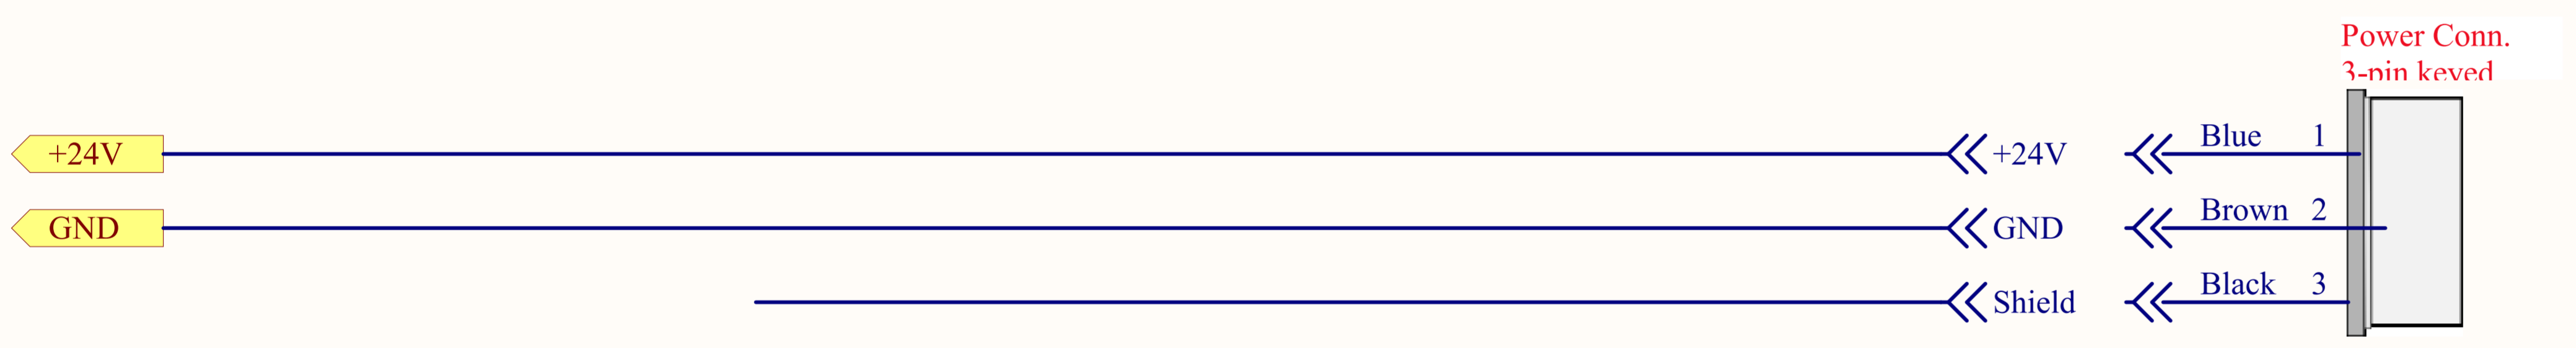 Power Conn.
3-pin keyed
+24V +24V Blue 1
GND GND Brown 2
Shield Black 3